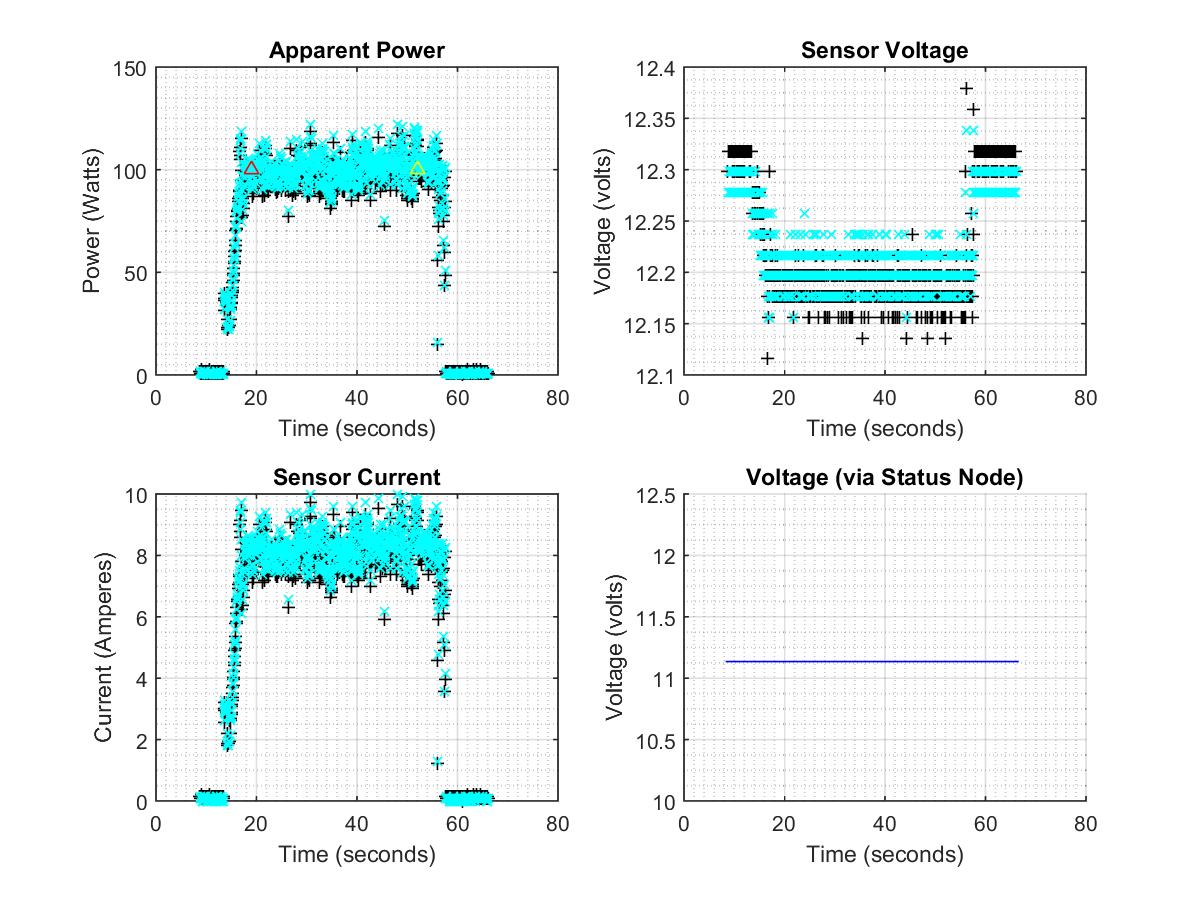 Apparent Power
150
100
50
0
Power (Watts)
0 20 40 60 80
Time (seconds)
Sensor Voltage
12.4
12.35
12.3
12.25
12.2
12.15
12.1
Voltage (volts)
0 20 40 60 80
Time (seconds)
Sensor Current
10
8
6
4
2
0
Current (Amperes)
0 20 40 60 80
Time (seconds)
Voltage (via Status Node)
12.5
12
11.5
11
10.5
10
Voltage (volts)
0 20 40 60 80
Time (seconds)